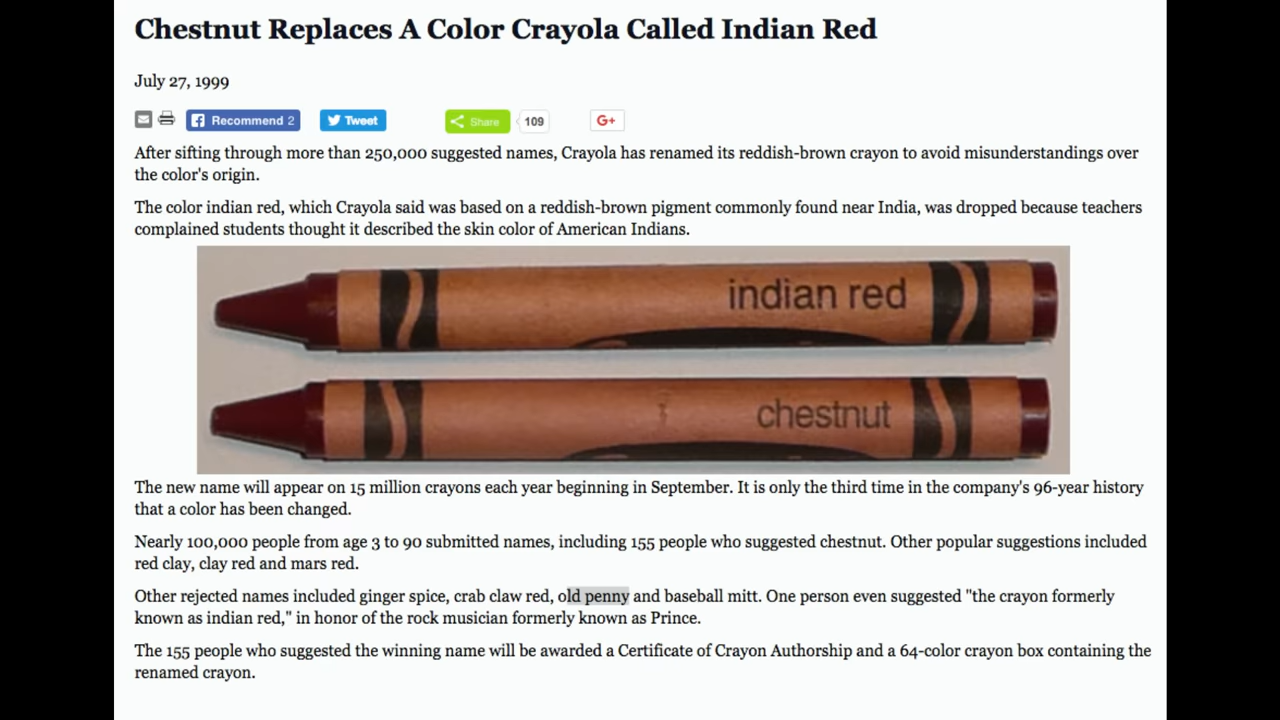 Chestnut Replaces A Color Crayola Called Indian Red
July 27, 1999
Recommend 2
Tweet
Share
109
G+
After sifting through more than 250,000 suggested names, Crayola has renamed its reddish-brown crayon to avoid misunderstandings over
the color's origin.
The color indian red, which Crayola said was based on a reddish-brown pigment commonly found near India, was dropped because teachers
complained students thought it described the skin color of American Indians.
indian red
chestnut
The new name will appear on 15 million crayons each year beginning in September. It is only the third time in the company's 96-year history
that a color has been changed.
Nearly 100,000 people from age 3 to 90 submitted names, including 155 people who suggested chestnut. Other popular suggestions included
red clay, clay red and mars red.
Other rejected names included ginger spice, crab claw red, old penny and baseball mitt. One person even suggested "the crayon formerly
known as indian red," in honor of the rock musician formerly known as Prince.
The 155 people who suggested the winning name will be awarded a Certificate of Crayon Authorship and a 64-color crayon box containing the
renamed crayon.